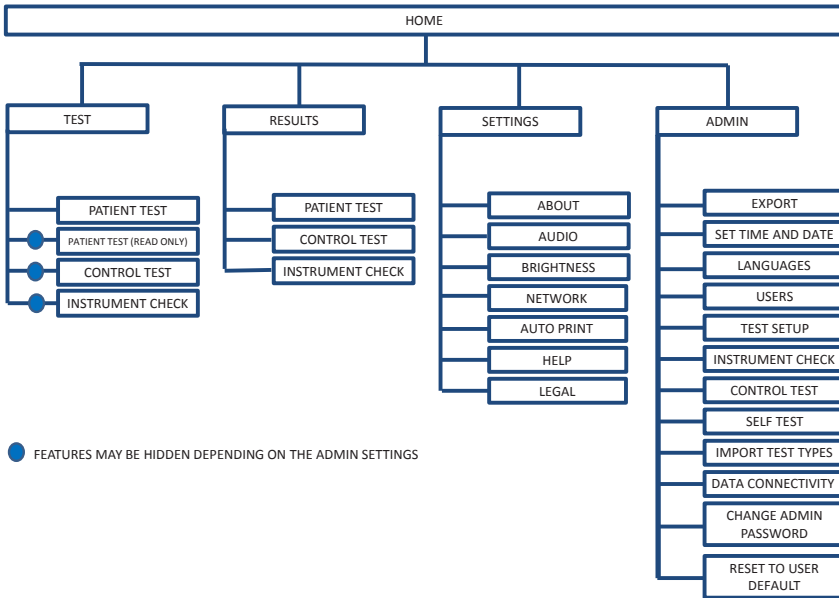 HOME
TEST
RESULTS
SETTINGS
ADMIN
PATIENT TEST
PATIENT TEST (READ ONLY)
CONTROL TEST
INSTRUMENT CHECK
PATIENT TEST
CONTROL TEST
INSTRUMENT CHECK
ABOUT
AUDIO
BRIGHTNESS
NETWORK
AUTO PRINT
HELP
LEGAL
EXPORT
SET TIME AND DATE
LANGUAGES
USERS
TEST SETUP
INSTRUMENT CHECK
CONTROL TEST
SELF TEST
IMPORT TEST TYPES
DATA CONNECTIVITY
CHANGE ADMIN
PASSWORD
RESET TO USER
DEFAULT
FEATURES MAY BE HIDDEN DEPENDING ON THE ADMIN SETTINGS